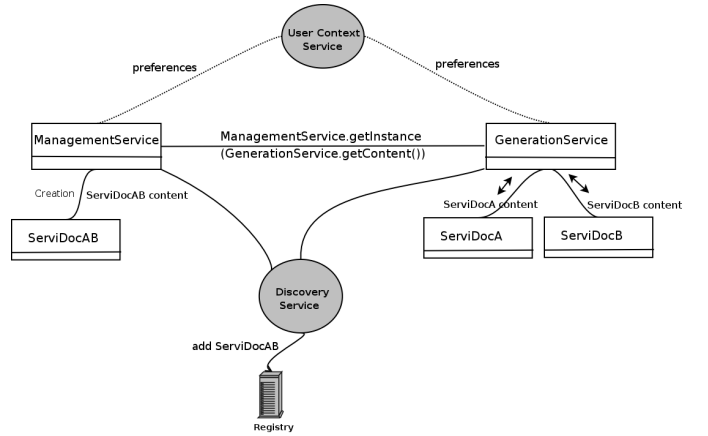 User Context
Service
preferences
preferences
ManagementService
ManagementService.getInstance
(GenerationService.getContent())
GenerationService
Creation
ServiDocAB content
ServiDocA content
ServiDocB content
ServiDocAB
ServiDocA
ServiDocB
Discovery
Service
add ServiDocAB
Registry